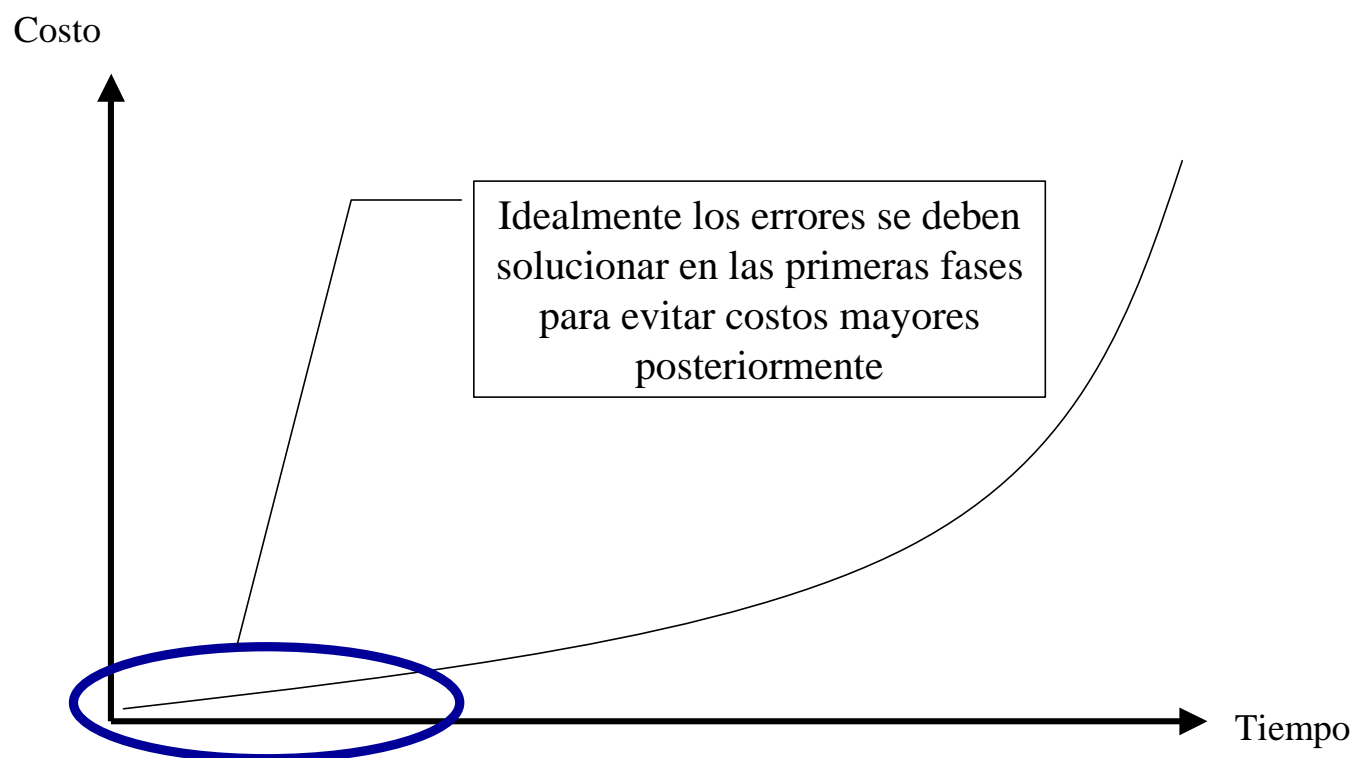 Costo
Idealmente los errores se deben
solucionar en las primeras fases
para evitar costos mayores
posteriormente
Tiempo